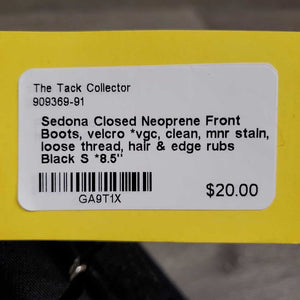 The Tack Collector
909369-91
Sedona Closed Neoprene Front
Boots, velcro *vgc, clean, mnr stain,
loose thread, hair & edge rubs
Black S *8.5"
$20.00
GA9T1X